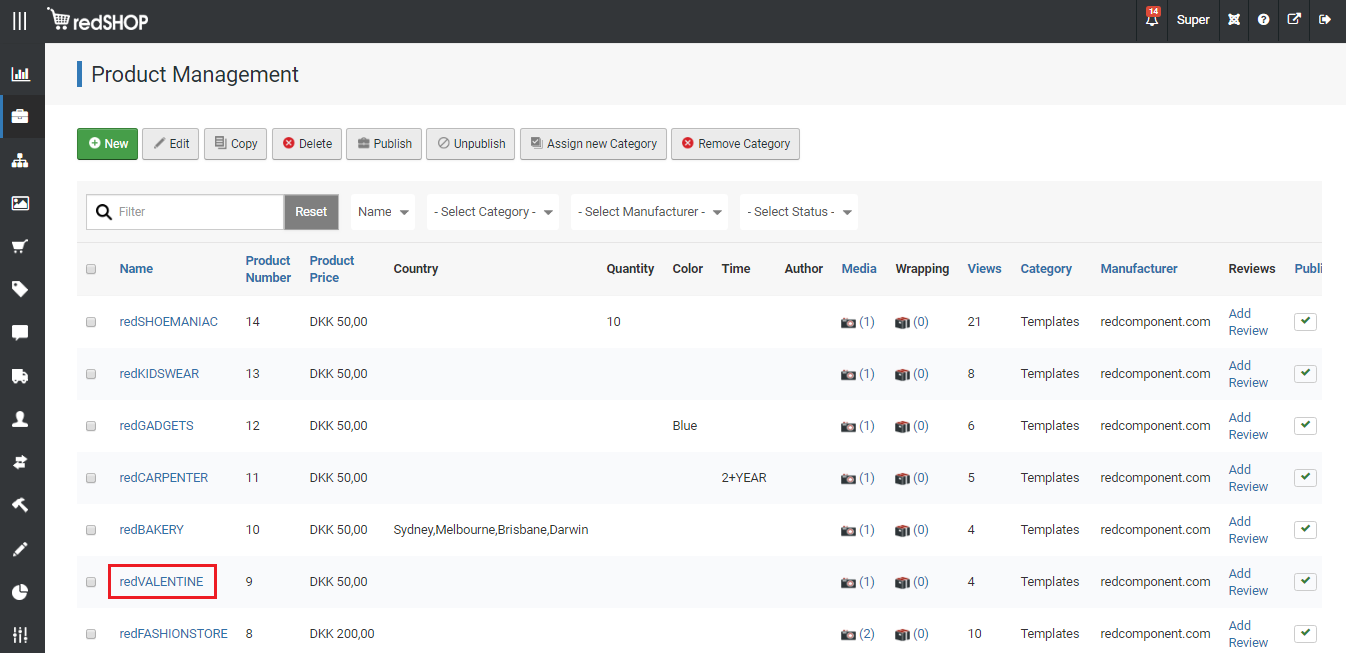 redSHOP
14
Super
Product Management
New Edit Copy Delete Publish Unpublish Assign new Category Remove Category
Filter Reset Name - Select Category - - Select Manufacturer - - Select Status -
Name Product Number Product Price Country Quantity Color Time Author Media Wrapping Views Category Manufacturer Reviews Publi
redSHOEMANIAC 14 DKK 50,00 10 (1) (0) 21 Templates redcomponent.com Add Review
redKIDSWEAR 13 DKK 50,00 (1) (0) 8 Templates redcomponent.com Add Review
redGADGETS 12 DKK 50,00 Blue (1) (0) 6 Templates redcomponent.com Add Review
redCARPENTER 11 DKK 50,00 2+YEAR (1) (0) 5 Templates redcomponent.com Add Review
redBAKERY 10 DKK 50,00 Sydney,Melbourne,Brisbane,Darwin (1) (0) 4 Templates redcomponent.com Add Review
redVALENTINE 9 DKK 50,00 (1) (0) 4 Templates redcomponent.com Add Review
redFASHIONSTORE 8 DKK 200,00 (2) (0) 10 Templates redcomponent.com Add Review